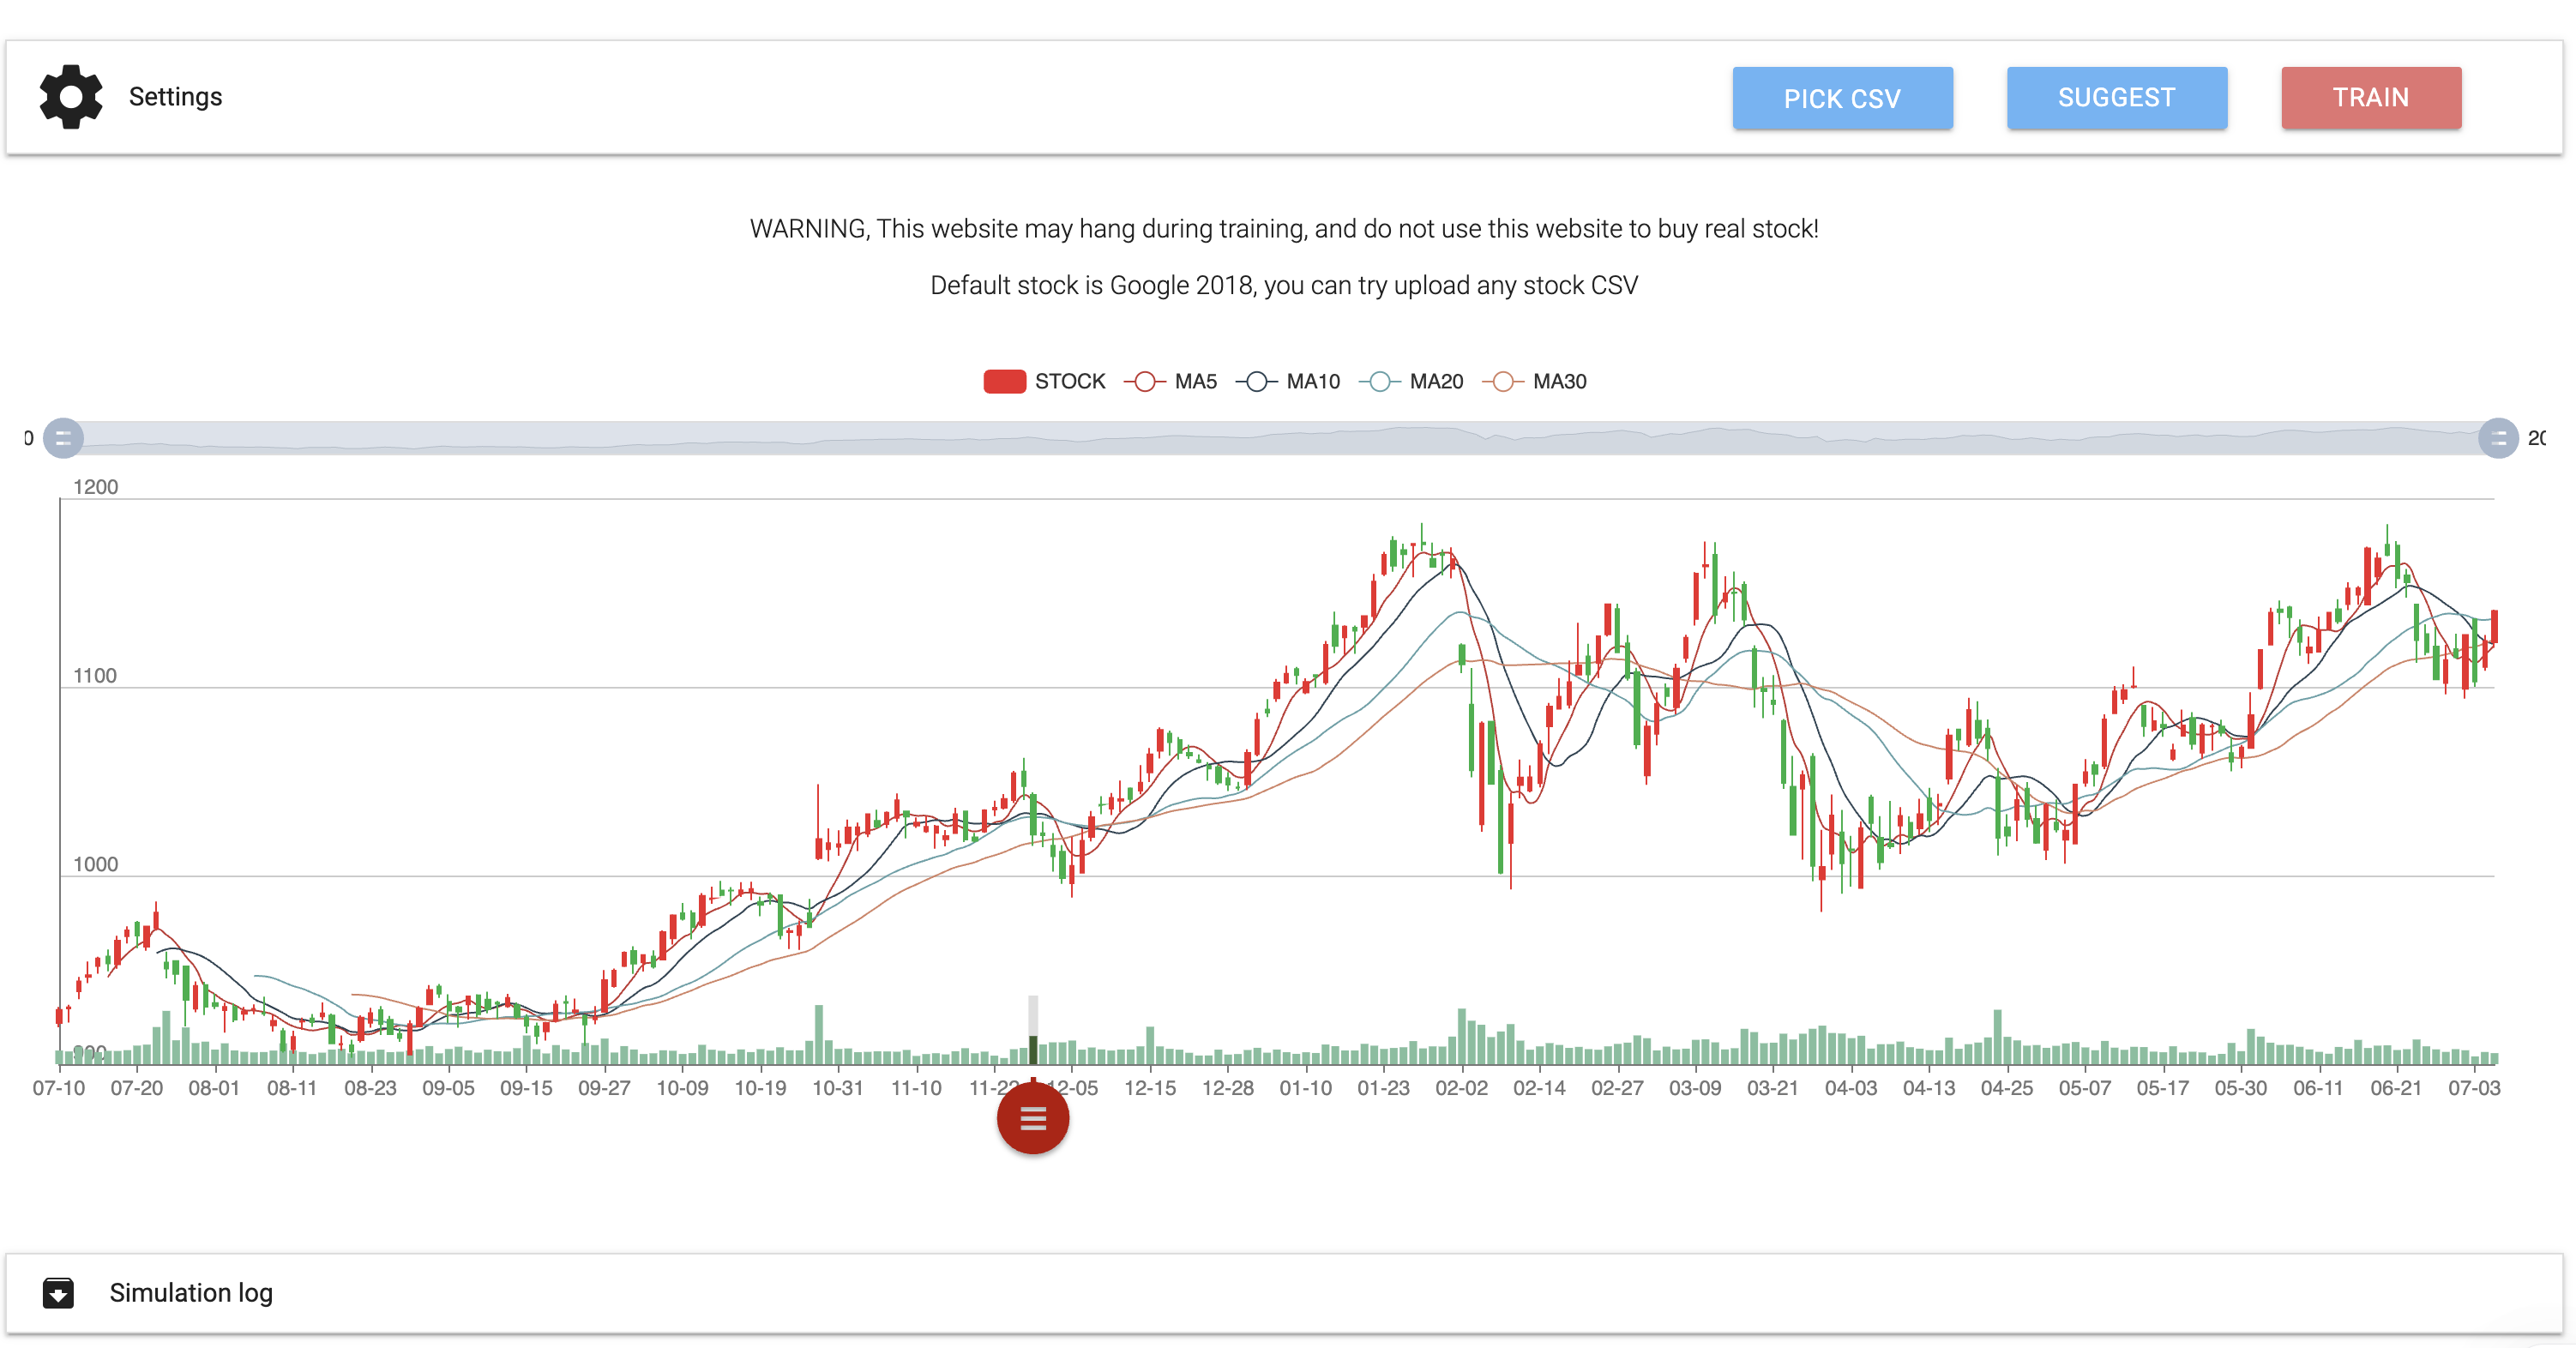 Settings
PICK CSV
SUGGEST
TRAIN
WARNING, This website may hang during training, and do not use this website to buy real stock!
Default stock is Google 2018, you can try upload any stock CSV
STOCK MA5 MA10 MA20 MA30
0 20
1200
1100
1000
900
07-10 07-20 08-01 08-11 08-23 09-05 09-15 09-27 10-09 10-19 10-31 11-10 11-22 12-05 12-15 12-28 01-10 01-23 02-02 02-14 02-27 03-09 03-21 04-03 04-13 04-25 05-07 05-17 05-30 06-11 06-21 07-03
Simulation log